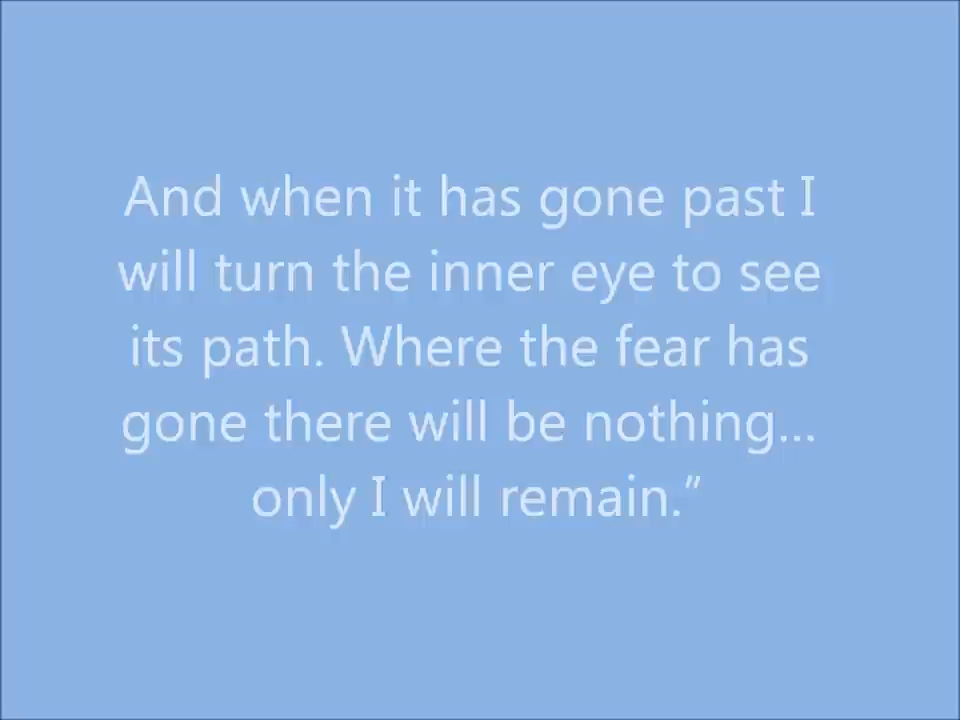 And when it has gone past I
will turn the inner eye to see
its path. Where the fear has
gone there will be nothing...
only I will remain.”